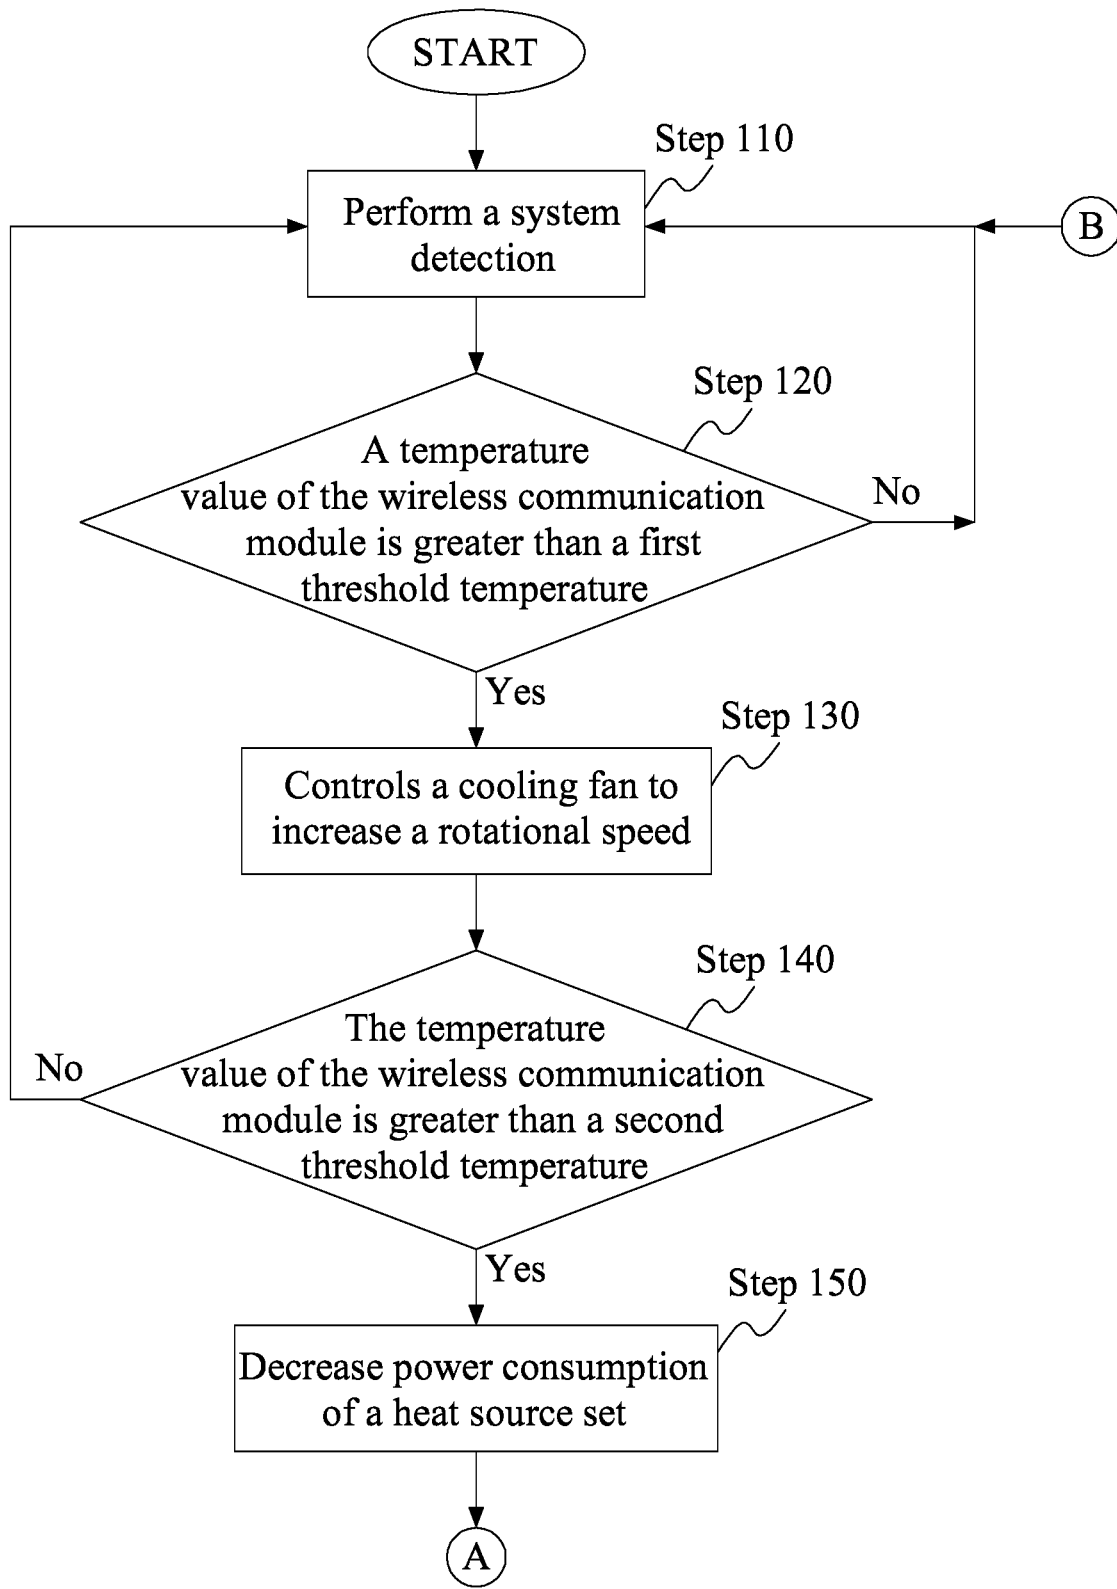 START
Step 110
Perform a system
detection
B
Step 120
A temperature
value of the wireless communication
module is greater than a first
threshold temperature
No
Yes
Step 130
Controls a cooling fan to
increase a rotational speed
Step 140
The temperature
value of the wireless communication
module is greater than a second
threshold temperature
No
Yes
Step 150
Decrease power consumption
of a heat source set
A